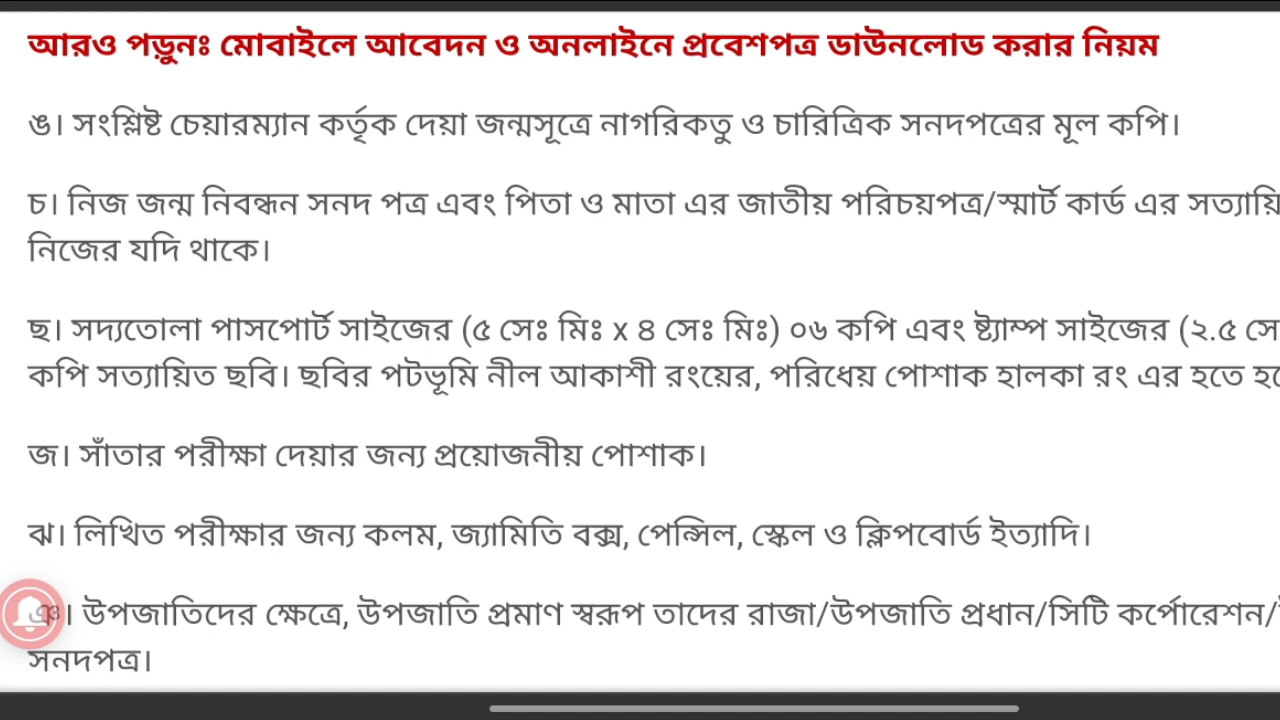 আরও পড়ুনঃ মোবাইলে আবেদন ও অনলাইনে প্রবেশপত্র ডাউনলোড করার নিয়ম
ঙ। সংশ্লিষ্ট চেয়ারম্যান কর্তৃক দেয়া জন্মসূত্রে নাগরিকতু ও চারিত্রিক সনদপত্রের মূল কপি।
চ। নিজ জন্ম নিবন্ধন সনদ পত্র এবং পিতা ও মাতা এর জাতীয় পরিচয়পত্র/স্মার্ট কার্ড এর
নিজের যদি থাকে।
ছ। সদ্যতোলা পাসপোর্ট সাইজের (৫ সেঃ মিঃ x ৪ সেঃ মিঃ) ০৬ কপি এবং ষ্ট্যাম্প সাইজের (২.৫
কপি সত্যায়িত ছবি। ছবির পটভূমি নীল আকাশী রংয়ের, পরিধেয় পোশাক হালকা রং এর হতে
জ। সাঁতার পরীক্ষা দেয়ার জন্য প্রয়োজনীয় পোশাক।
ঝ। লিখিত পরীক্ষার জন্য কলম, জ্যামিতি বক্স, পেন্সিল, স্কেল ও ক্লিপবোর্ড ইত্যাদি।
ঞ। উপজাতিদের ক্ষেত্রে, উপজাতি প্রমাণ স্বরূপ তাদের রাজা/উপজাতি প্রধান/সিটি কর্পোরেশন/
সনদপত্র।